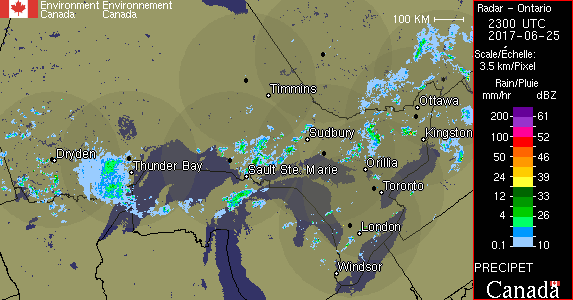 Environment Environnement
Canada Canada
100 KM
Timmins
Ottawa
Sudbury
Kingston
Dryden
Thunder Bay
Sault Ste. Marie
Orillia
Toronto
London
Windsor
Radar - Ontario
2300 UTC
2017-06-25
Scale/Échelle:
3.5 km/Pixel
Rain/Pluie
mm/hr dBZ
200 61
100 52
50 46
24 39
12 33
4 26
0.1 10
PRECIPET
Canada